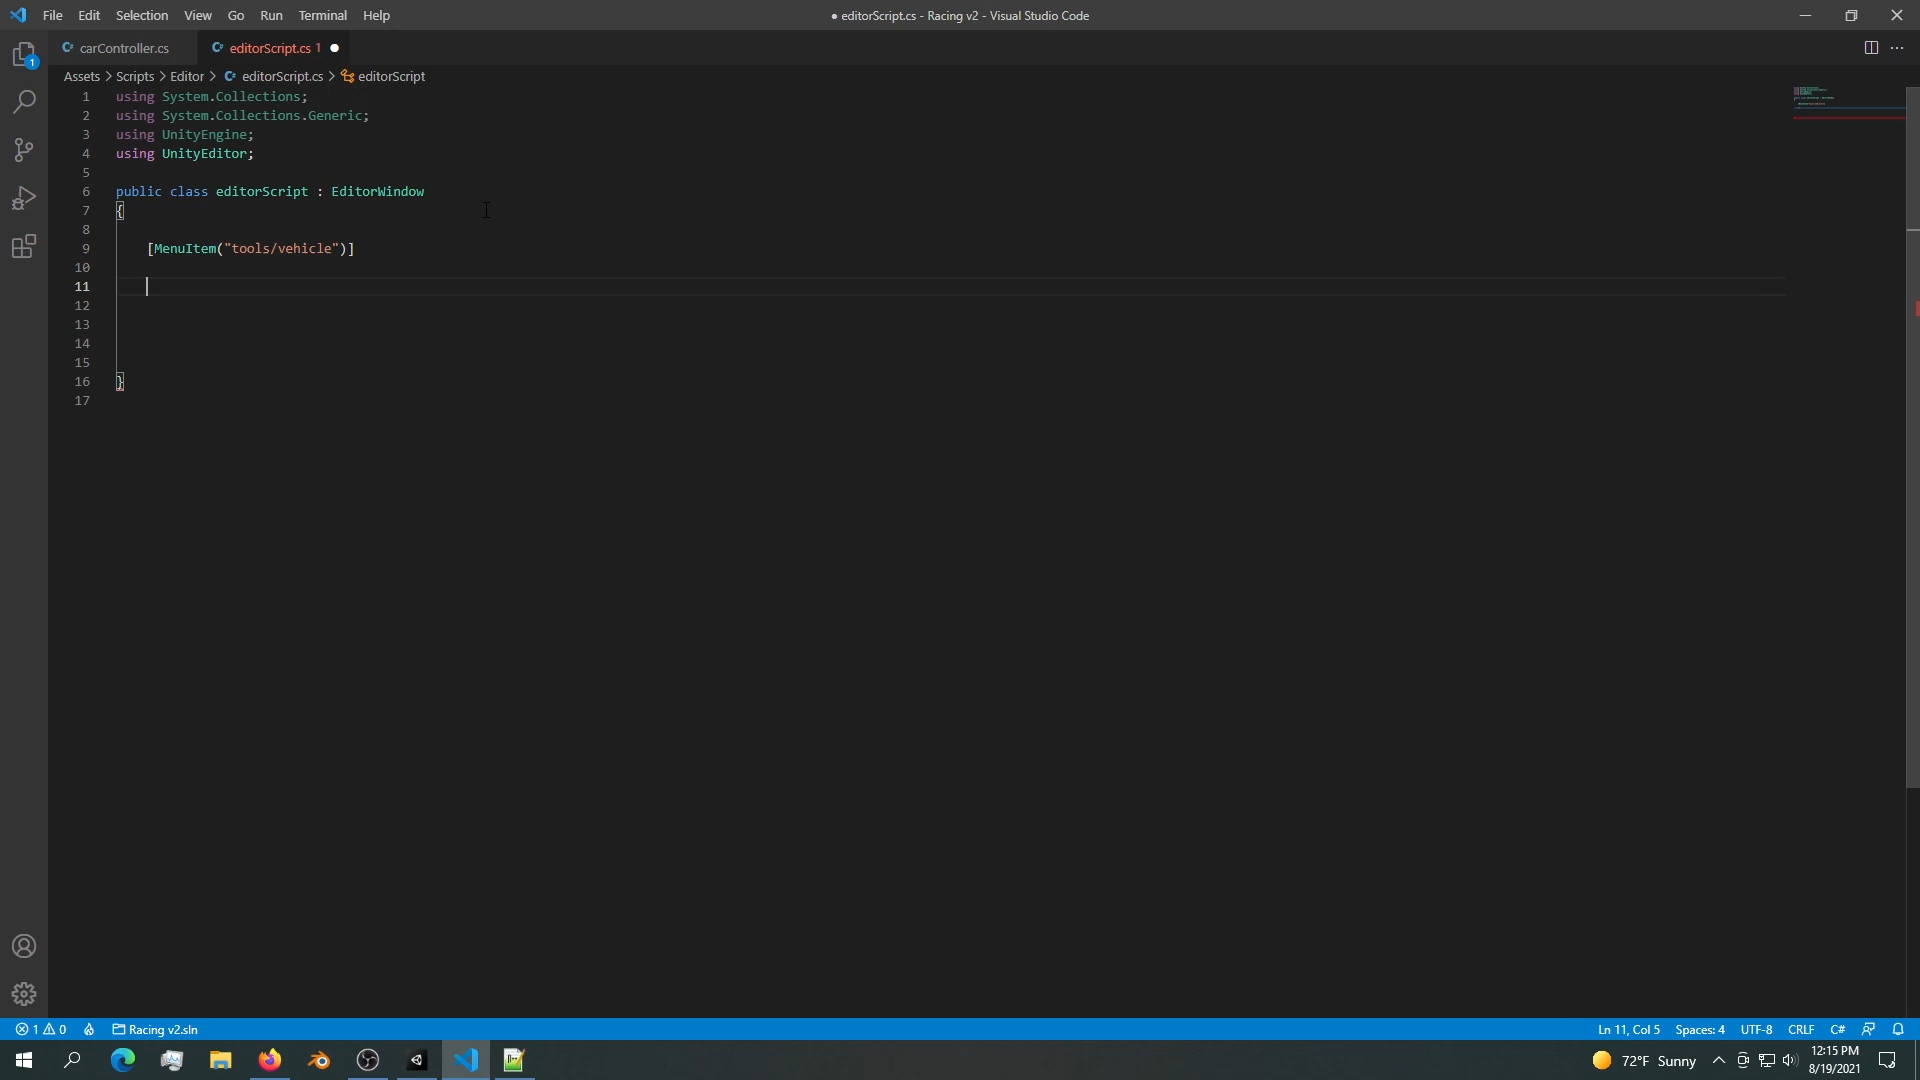 File Edit Selection View Go Run Terminal Help
● editorScript.cs - Racing v2 - Visual Studio Code
1
carController.cs
editorScript.cs 1 ●
Assets > Scripts > Editor > editorScript.cs > editorScript
1 using System.Collections;
2 using System.Collections.Generic;
3 using UnityEngine;
4 using UnityEditor;
5
6 public class editorScript : EditorWindow
7 {
8
9 [MenuItem("tools/vehicle")]
10
11
12
13
14
15
16 }
17
1 0 Racing v2.sln
Ln 11, Col 5 Spaces: 4 UTF-8 CRLF C#
72°F Sunny
12:15 PM
8/19/2021